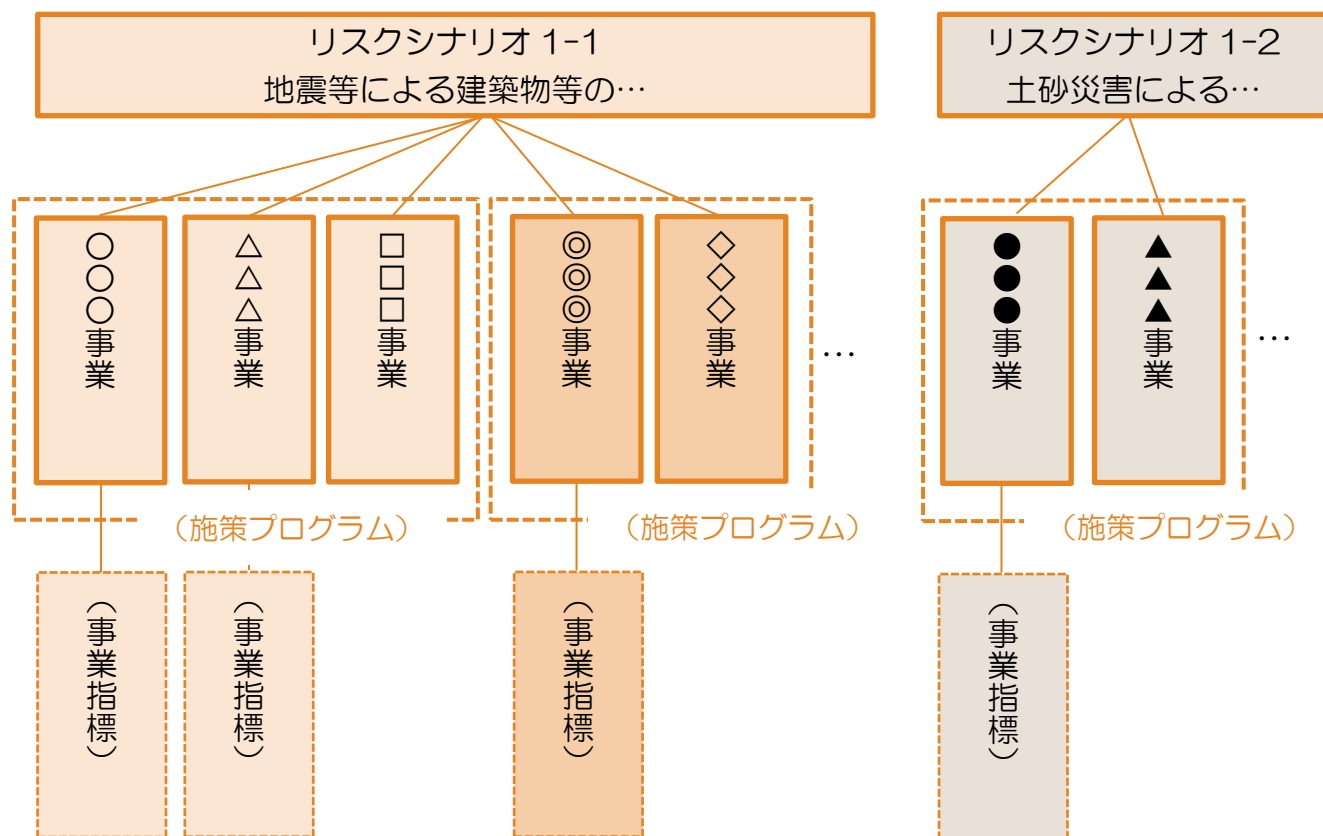 リスクシナリオ 1-1
地震等による建築物等の…
リスクシナリオ 1-2
土砂災害による…
○○○事業
△△△事業
□□□事業
◎◎◎事業
◇◇◇事業
…
●●●事業
▲▲▲事業
…
（施策プログラム）
（施策プログラム）
（施策プログラム）
（事業指標）
（事業指標）
（事業指標）
（事業指標）